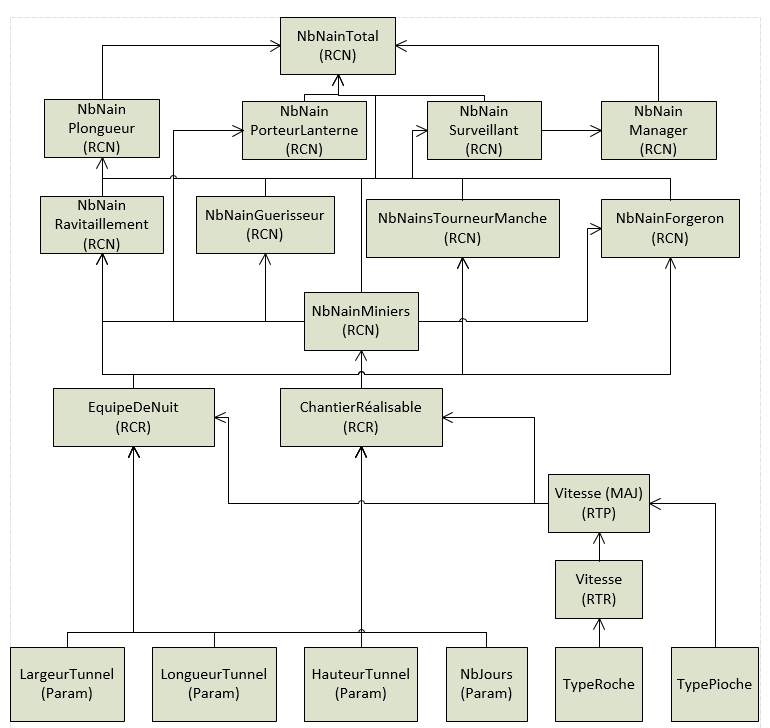 NbNainTotal
(RCN)
NbNain
Plongueur
(RCN)
NbNain
PorteurLanterne
(RCN)
NbNain
Surveillant
(RCN)
NbNain
Manager
(RCN)
NbNain
Ravitaillement
(RCN)
NbNainGuerisseur
(RCN)
NbNainsTourneurManche
(RCN)
NbNainForgeron
(RCN)
NbNainMiniers
(RCN)
EquipeDeNuit
(RCR)
ChantierRéalisable
(RCR)
Vitesse (MAJ)
(RTP)
Vitesse
(RTR)
LargeurTunnel
(Param)
LongueurTunnel
(Param)
HauteurTunnel
(Param)
NbJours
(Param)
TypeRoche
TypePioche